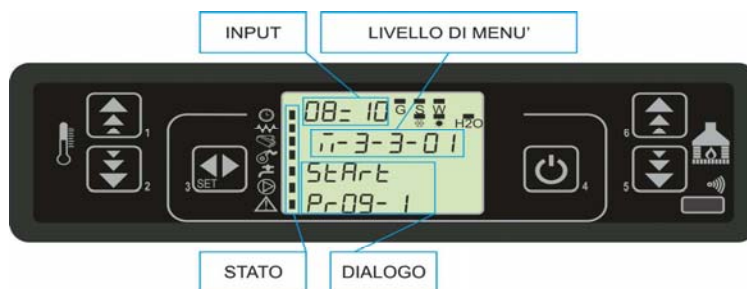 INPUT
LIVELLO DI MENU'
08= 10 G S W
H2O
n-3-3-01
StArt
Pr09- 1
1
2
3 SET
4
5
6
STATO
DIALOGO